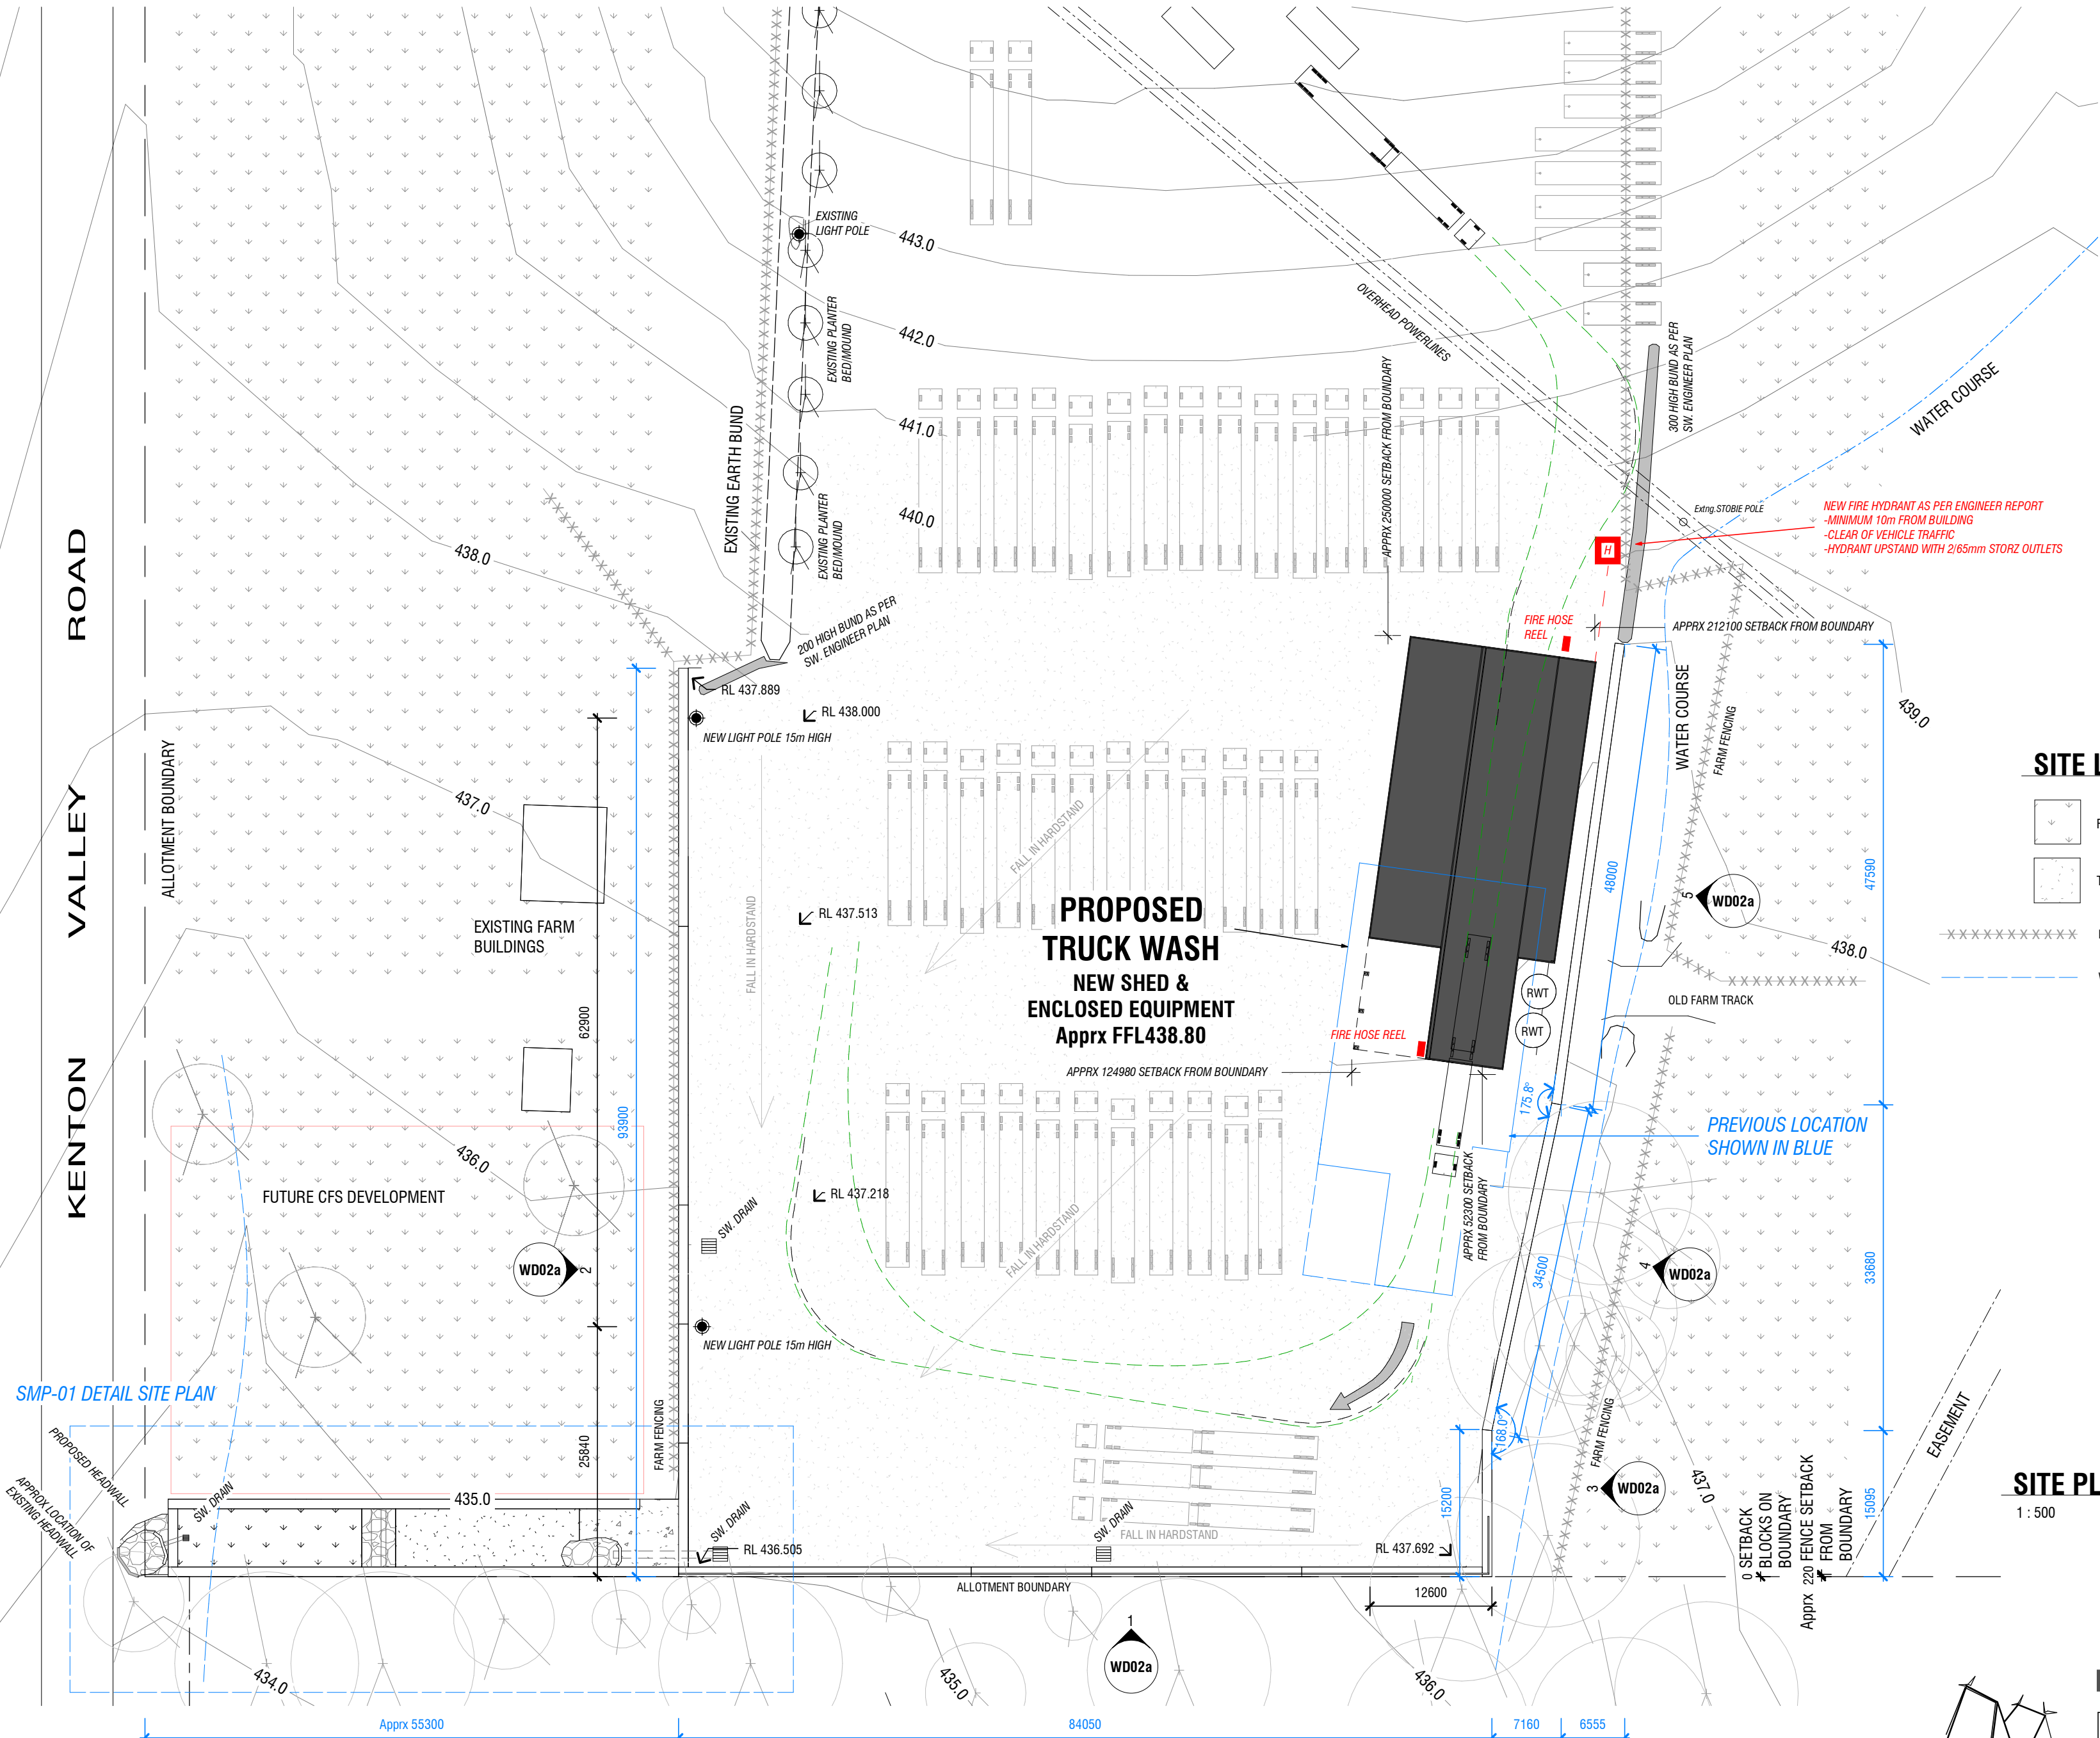 EXISTING
LIGHT POLE
443.0
442.0
441.0
440.0
OVERHEAD POWERLINES
EXISTING PLANTER
BED/MOUND
EXISTING PLANTER
BED/MOUND
EXISTING EARTH BUND
APPRX 250000 SETBACK FROM BOUNDARY
300 HIGH BUND AS PER
SW. ENGINEER PLAN
WATER COURSE
Extng.STOBIE POLE
NEW FIRE HYDRANT AS PER ENGINEER REPORT
-MINIMUM 10m FROM BUILDING
-CLEAR OF VEHICLE TRAFFIC
-HYDRANT UPSTAND WITH 2/65mm STORZ OUTLETS
H
438.0
KENTON VALLEY ROAD
ALLOTMENT BOUNDARY
200 HIGH BUND AS PER
SW. ENGINEER PLAN
FIRE HOSE
REEL
APPRX 212100 SETBACK FROM BOUNDARY
RL 437.889
RL 438.000
NEW LIGHT POLE 15m HIGH
WATER COURSE
FARM FENCING
439.0
SITE L
437.0
EXISTING FARM
BUILDINGS
FALL IN HARDSTAND
FALL IN HARDSTAND
RL 437.513
PROPOSED
TRUCK WASH
NEW SHED &
ENCLOSED EQUIPMENT
Apprx FFL438.80
48000
47590
5
WD02a
438.0
RWT
RWT
OLD FARM TRACK
FIRE HOSE REEL
APPRX 124980 SETBACK FROM BOUNDARY
62900
93900
175.8°
PREVIOUS LOCATION
SHOWN IN BLUE
436.0
FUTURE CFS DEVELOPMENT
RL 437.218
SW. DRAIN
FALL IN HARDSTAND
APPRX 52300 SETBACK
FROM BOUNDARY
WD02a
2
34500
4
WD02a
33680
NEW LIGHT POLE 15m HIGH
SMP-01 DETAIL SITE PLAN
PROPOSED HEADWALL
APPROX LOCATION OF
EXISTING HEADWALL
SW. DRAIN
435.0
25840
FARM FENCING
SW. DRAIN
RL 436.505
SW. DRAIN
FALL IN HARDSTAND
RL 437.692
15200
168.0°
FARM FENCING
3
WD02a
437.0
0 SETBACK
BLOCKS ON
BOUNDARY
Apprx 220 FENCE SETBACK
FROM
BOUNDARY
15095
EASEMENT
SITE PL
1 : 500
ALLOTMENT BOUNDARY
12600
1
WD02a
434.0
435.0
436.0
Apprx 55300
84050
7160
6555